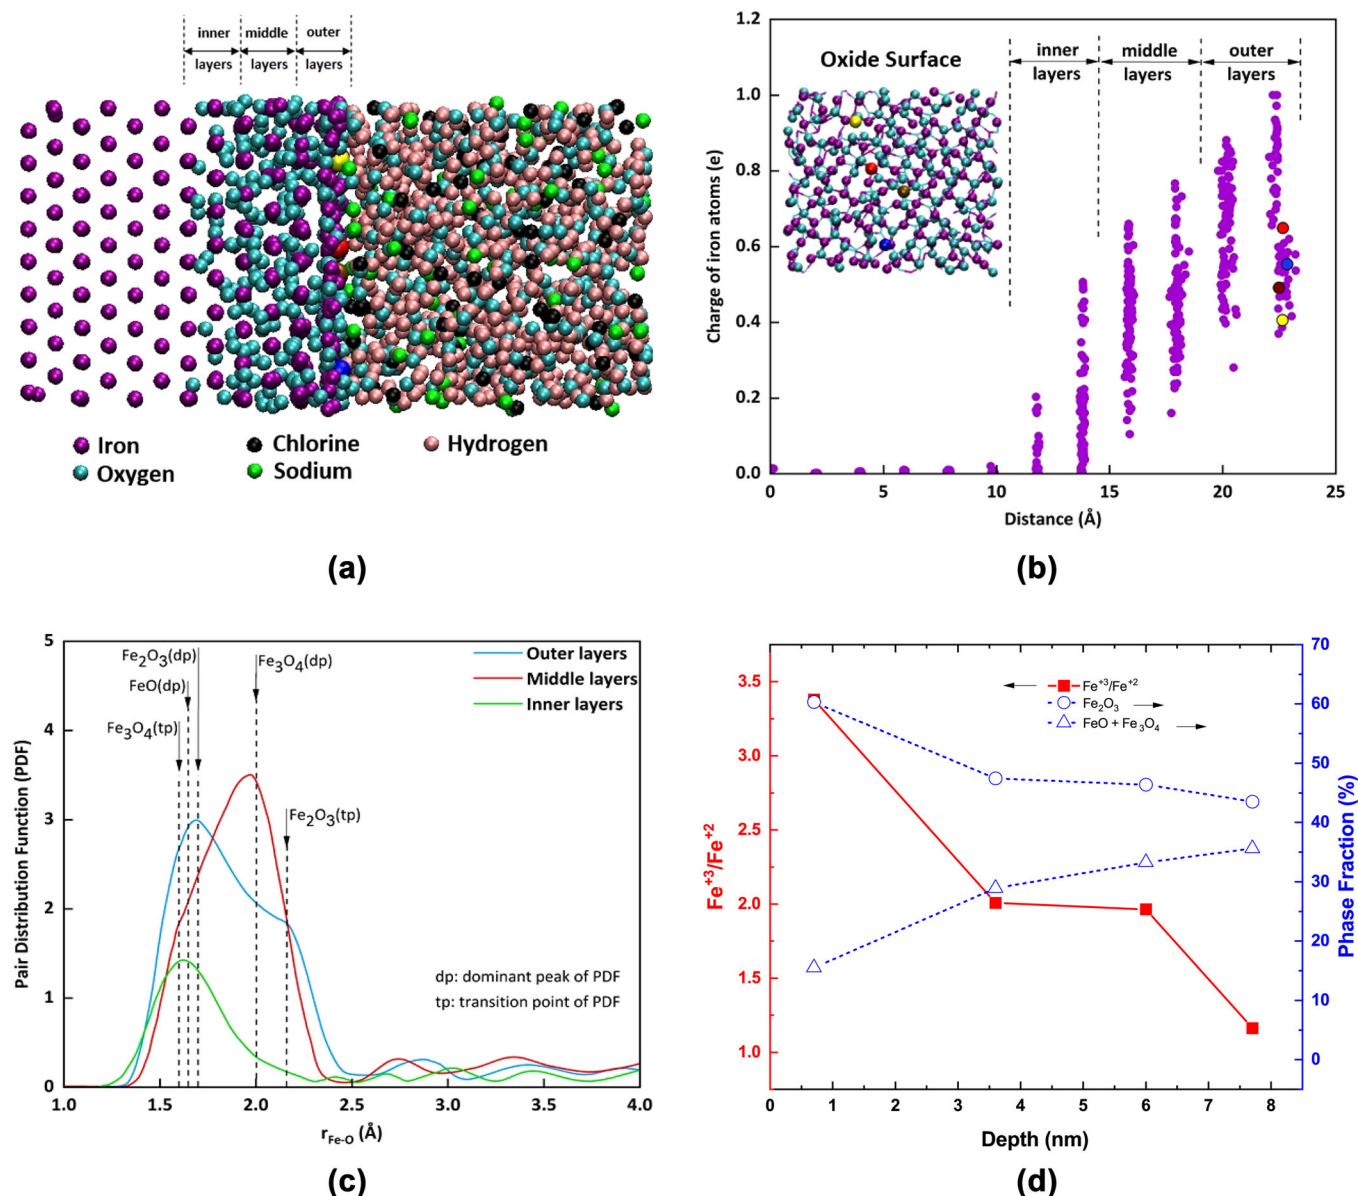 inner middle outer
layers layers layers
Iron
Chlorine
Hydrogen
Oxygen
Sodium
(a)
1.2
1.0
0.8
0.6
0.4
0.2
0.0
Charge of iron atoms (e)
Oxide Surface
inner middle outer
layers layers layers
0 5 10 15 20 25
Distance (Å)
(b)
5
4
3
2
1
0
Pair Distribution Function (PDF)
Fe2O3(dp)
FeO(dp)
Fe3O4(tp)
Fe3O4(dp)
Fe2O3(tp)
Outer layers
Middle layers
Inner layers
dp: dominant peak of PDF
tp: transition point of PDF
1.0 1.5 2.0 2.5 3.0 3.5 4.0
rFe-O (Å)
(c)
3.5
3.0
2.5
2.0
1.5
1.0
Fe+3/Fe+2
Fe+3/Fe+2
Fe2O3
FeO + Fe3O4
70
60
50
40
30
20
10
0
Phase Fraction (%)
0 1 2 3 4 5 6 7 8
Depth (nm)
(d)